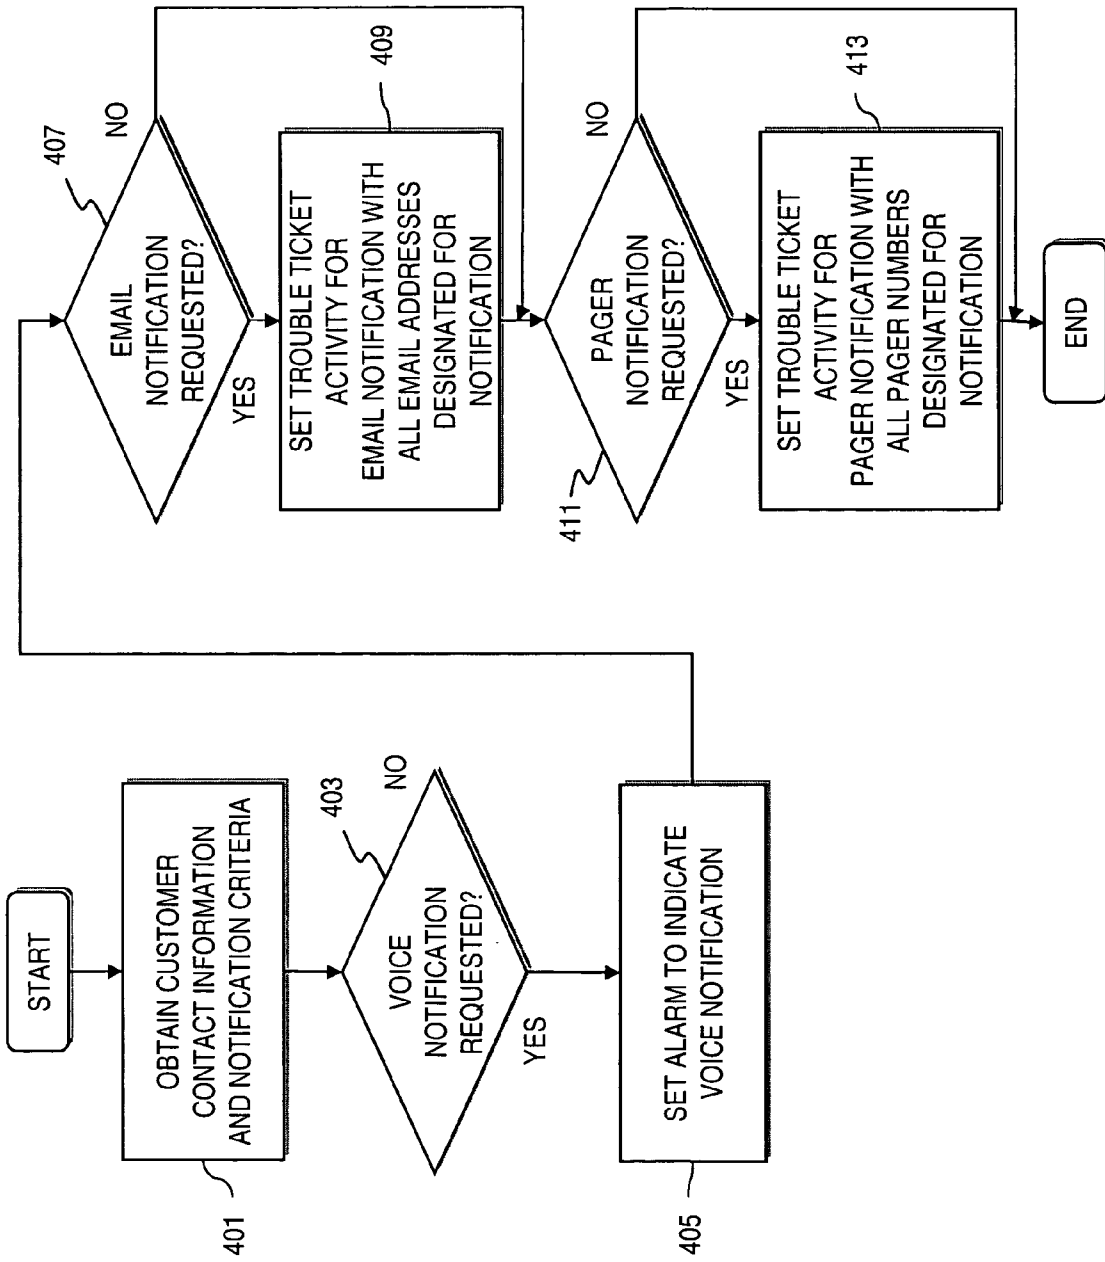 START
OBTAIN CUSTOMER
CONTACT INFORMATION
AND NOTIFICATION CRITERIA
401
VOICE
NOTIFICATION
REQUESTED?
403
NO
YES
SET ALARM TO INDICATE
VOICE NOTIFICATION
405
EMAIL
NOTIFICATION
REQUESTED?
407
NO
YES
SET TROUBLE TICKET
ACTIVITY FOR
EMAIL NOTIFICATION WITH
ALL EMAIL ADDRESSES
DESIGNATED FOR
NOTIFICATION
409
PAGER
NOTIFICATION
REQUESTED?
411
NO
YES
SET TROUBLE TICKET
ACTIVITY FOR
PAGER NOTIFICATION WITH
ALL PAGER NUMBERS
DESIGNATED FOR
NOTIFICATION
413
END